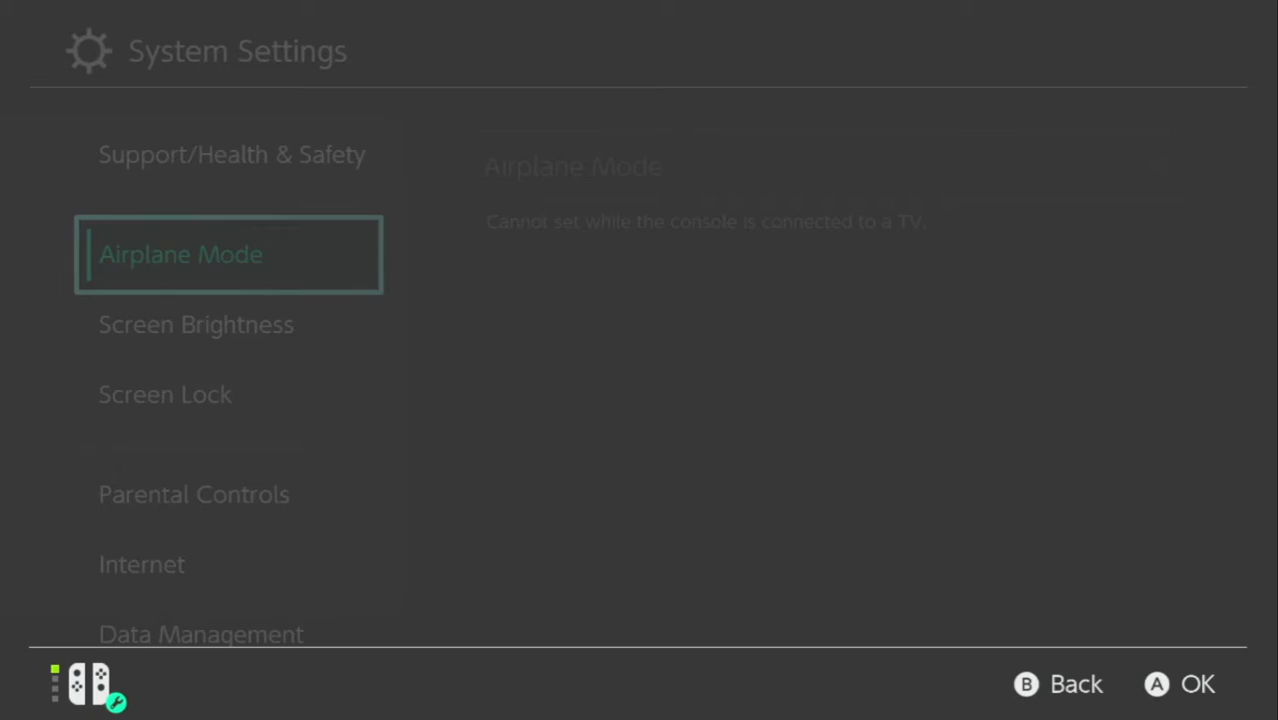 System Settings
Support/Health & Safety
Airplane Mode
Screen Brightness
Screen Lock
Parental Controls
Internet
Data Management
Airplane Mode
Cannot set while the console is connected to a TV.
B Back
A OK